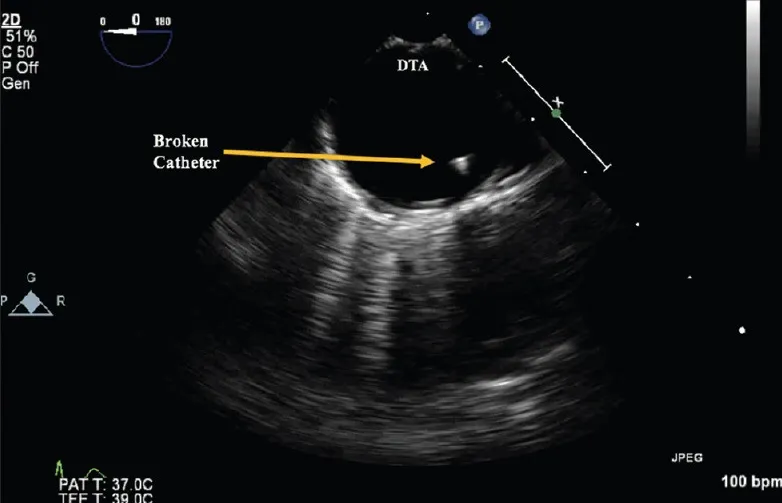 2D
51%
C 50
P Off
Gen
0 0 180
P
DTA
Broken
Catheter
G
P R
JPEG
PAT T: 37.0C
TEE T: 39.0C
100 bpm